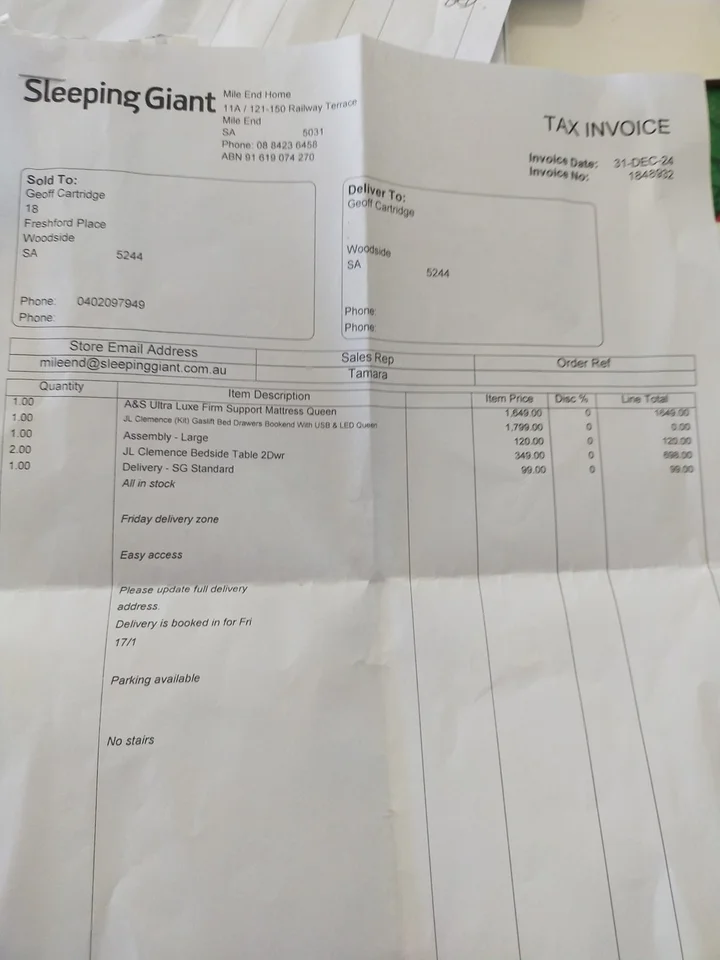 Sleeping Giant
Mile End Home
11A / 121-150 Railway Terrace
Mile End
SA 5031
Phone: 08 8423 6458
ABN 91 619 074 270
TAX INVOICE
Invoice Date: 31-DEC-24
Invoice No: 1848932
Sold To:
Geoff Cartridge
18
Freshford Place
Woodside
SA 5244
Phone: 0402097949
Phone:
Deliver To:
Geoff Cartridge
Woodside
SA
5244
Phone:
Phone:
Store Email Address Sales Rep Order Ref
mileend@sleepinggiant.com.au Tamara
Quantity Item Description Item Price Disc % Line Total
1.00 A&S Ultra Luxe Firm Support Mattress Queen 1,649.00 0 1649.00
1.00 JL Clemence (Kit) Gaslift Bed Drawers Bookend With USB & LED Queen 1,799.00 0 0.00
1.00 Assembly - Large 120.00 0 120.00
2.00 JL Clemence Bedside Table 2Dwr 349.00 0 698.00
1.00 Delivery - SG Standard 99.00 0 99.00
All in stock
Friday delivery zone
Easy access
Please update full delivery
address.
Delivery is booked in for Fri
17/1
Parking available
No stairs